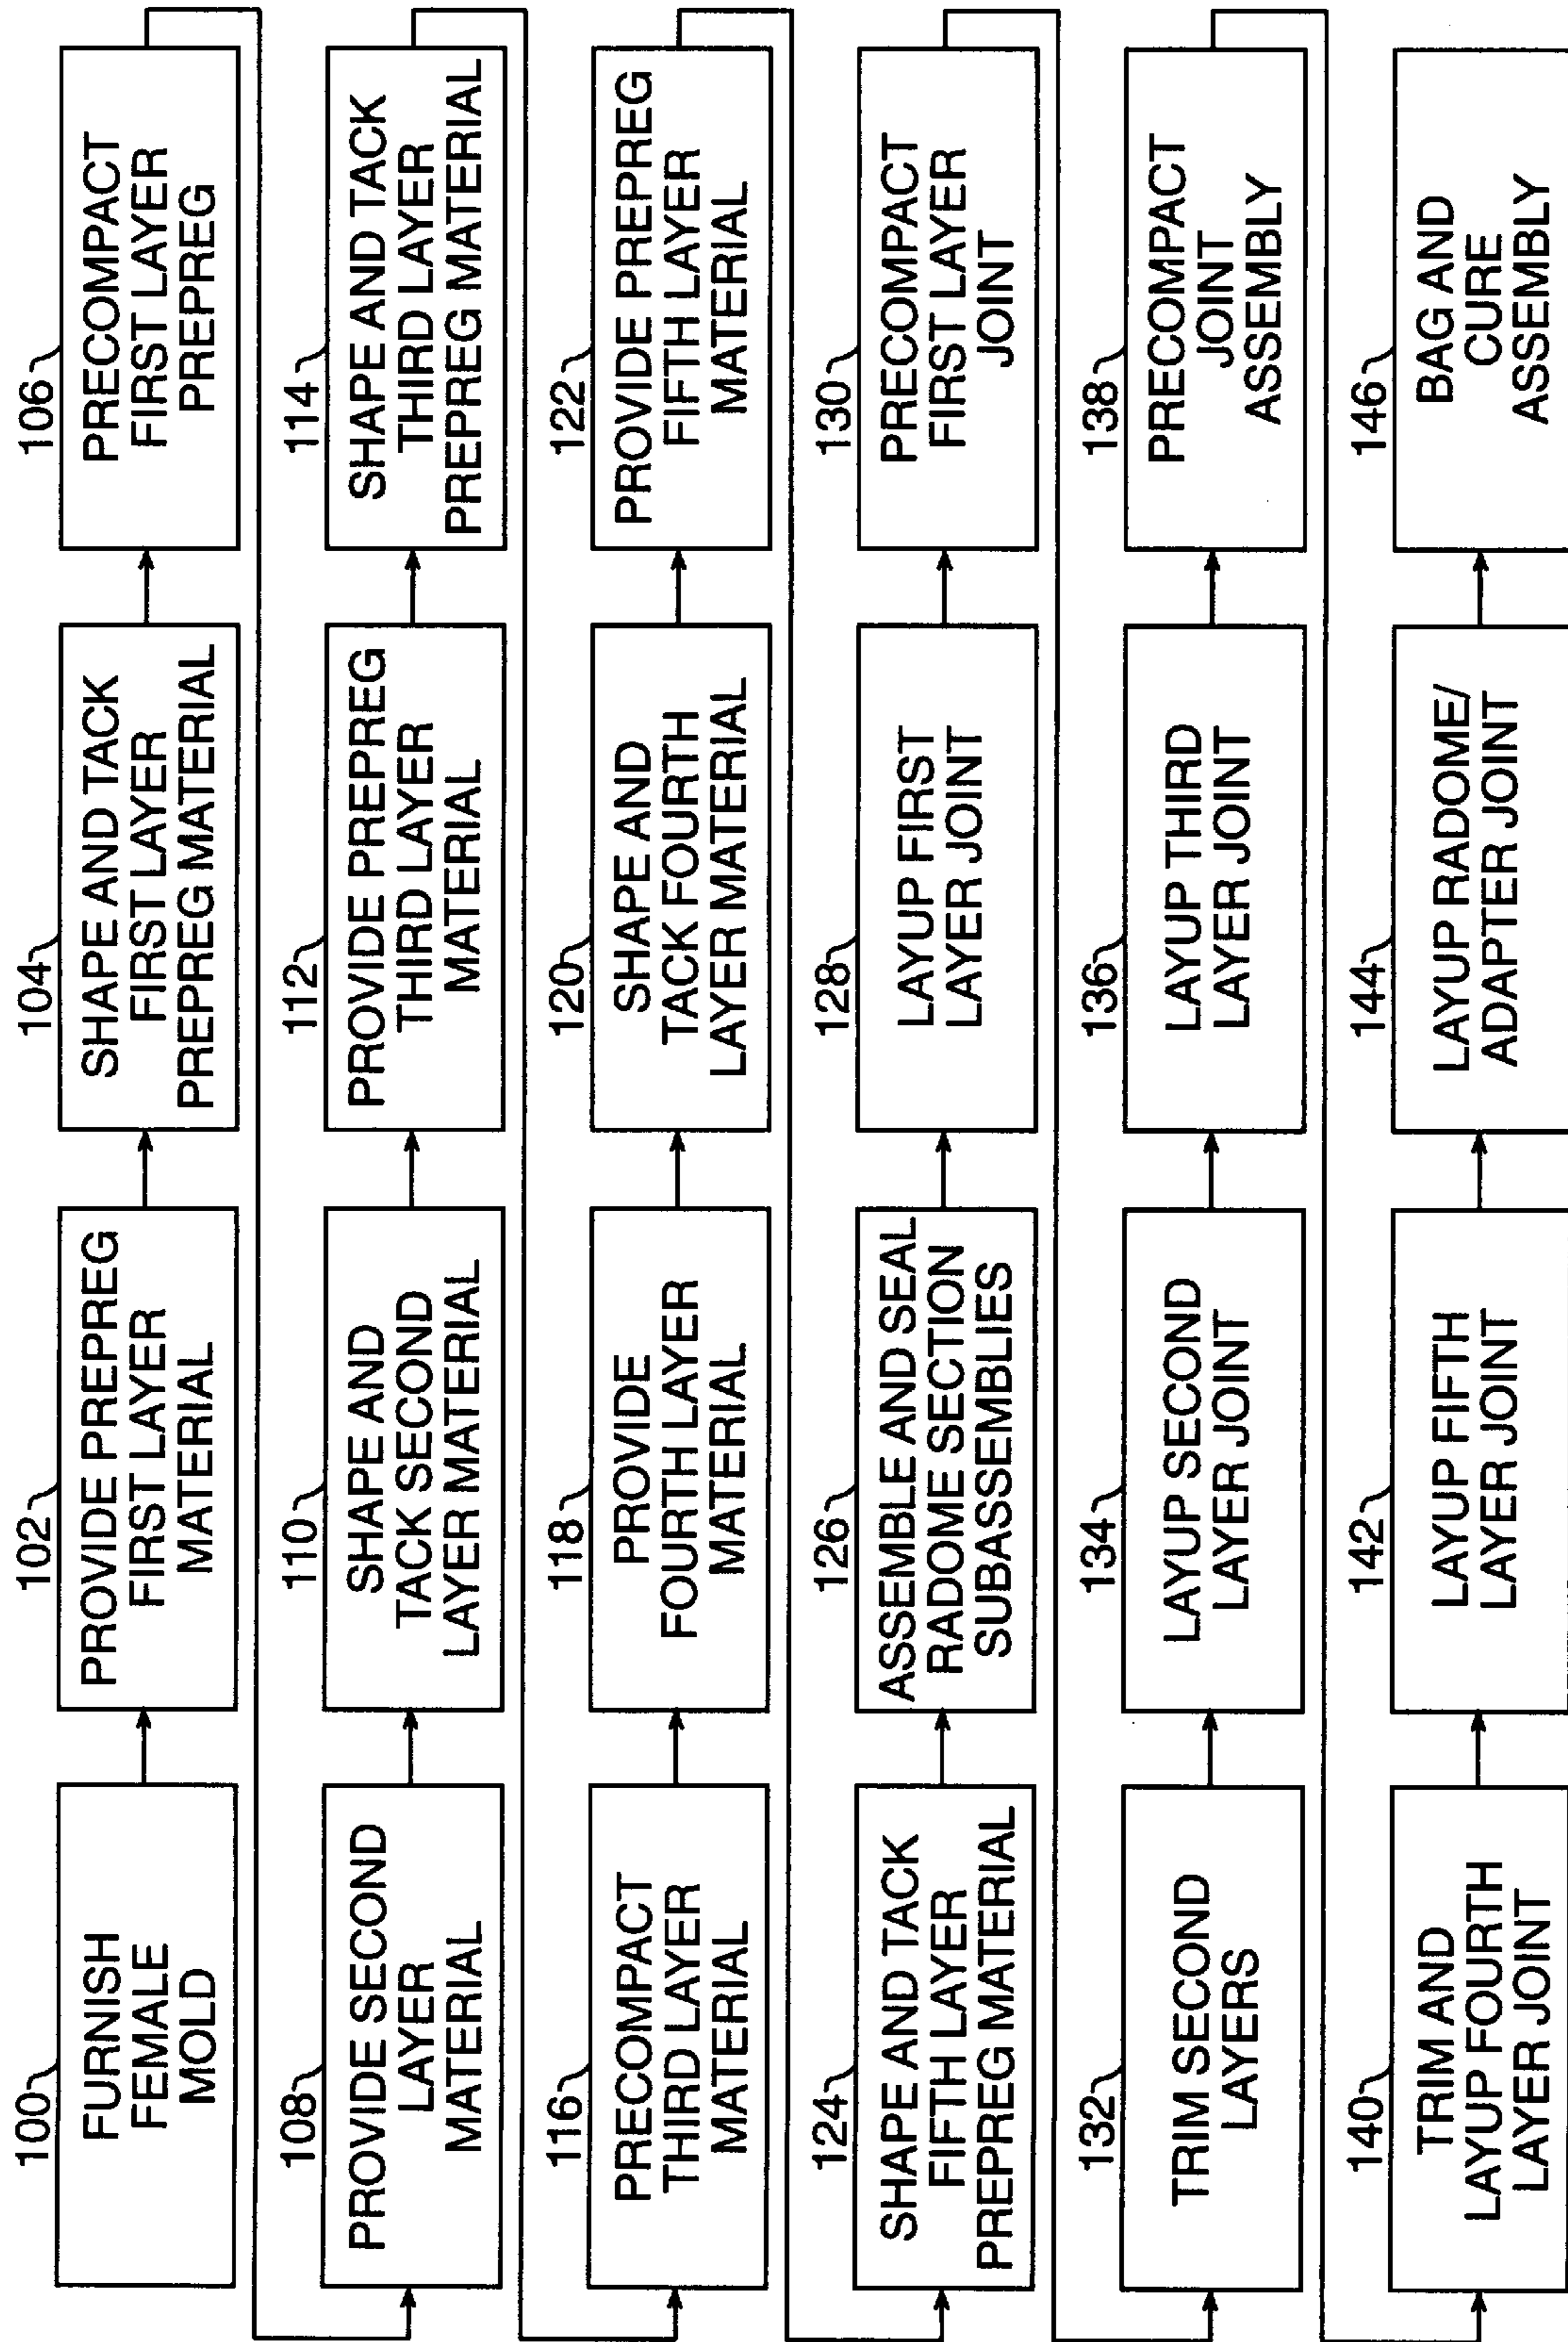 100
FURNISH
FEMALE
MOLD
102
PROVIDE PREPREG
FIRST LAYER
MATERIAL
104
SHAPE AND TACK
FIRST LAYER
PREPREG MATERIAL
106
PRECOMPACT
FIRST LAYER
PREPREG
108
PROVIDE SECOND
LAYER
MATERIAL
110
SHAPE AND
TACK SECOND
LAYER MATERIAL
112
PROVIDE PREPREG
THIRD LAYER
MATERIAL
114
SHAPE AND TACK
THIRD LAYER
PREPREG MATERIAL
116
PRECOMPACT
THIRD LAYER
MATERIAL
118
PROVIDE
FOURTH LAYER
MATERIAL
120
SHAPE AND
TACK FOURTH
LAYER MATERIAL
122
PROVIDE PREPREG
FIFTH LAYER
MATERIAL
124
SHAPE AND TACK
FIFTH LAYER
PREPREG MATERIAL
126
ASSEMBLE AND SEAL
RADOME SECTION
SUBASSEMBLIES
128
LAYUP FIRST
LAYER JOINT
130
PRECOMPACT
FIRST LAYER
JOINT
132
TRIM SECOND
LAYERS
134
LAYUP SECOND
LAYER JOINT
136
LAYUP THIRD
LAYER JOINT
138
PRECOMPACT
JOINT
ASSEMBLY
140
TRIM AND
LAYUP FOURTH
LAYER JOINT
142
LAYUP FIFTH
LAYER JOINT
144
LAYUP RADOME/
ADAPTER JOINT
146
BAG AND
CURE
ASSEMBLY